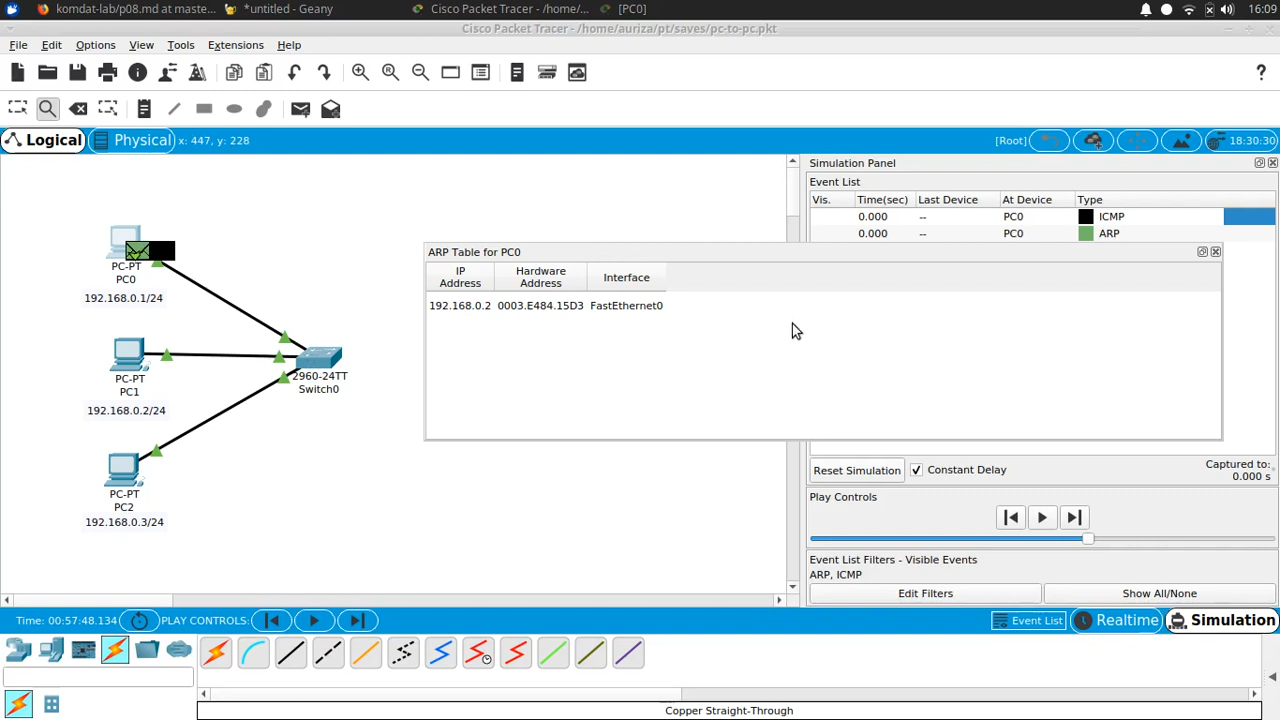 komdat-lab/p08.md at maste...
*untitled - Geany
Cisco Packet Tracer - /home/...
[PC0]
16:09
Cisco Packet Tracer - /home/auriza/pt/saves/pc-to-pc.pkt
File Edit Options View Tools Extensions Help
?
Logical
Physical
x: 447, y: 228
[Root]
18:30:30
Simulation Panel
Event List
Vis. Time(sec) Last Device At Device Type
0.000 -- PC0 ICMP
0.000 -- PC0 ARP
ARP Table for PC0
IP Address
Hardware Address
Interface
192.168.0.2 0003.E484.15D3 FastEthernet0
PC-PT
PC0
192.168.0.1/24
PC-PT
PC1
192.168.0.2/24
2960-24TT
Switch0
PC-PT
PC2
192.168.0.3/24
Reset Simulation
Constant Delay
Captured to:
0.000 s
Play Controls
Event List Filters - Visible Events
ARP, ICMP
Edit Filters
Show All/None
Time: 00:57:48.134
PLAY CONTROLS:
Event List
Realtime
Simulation
Copper Straight-Through